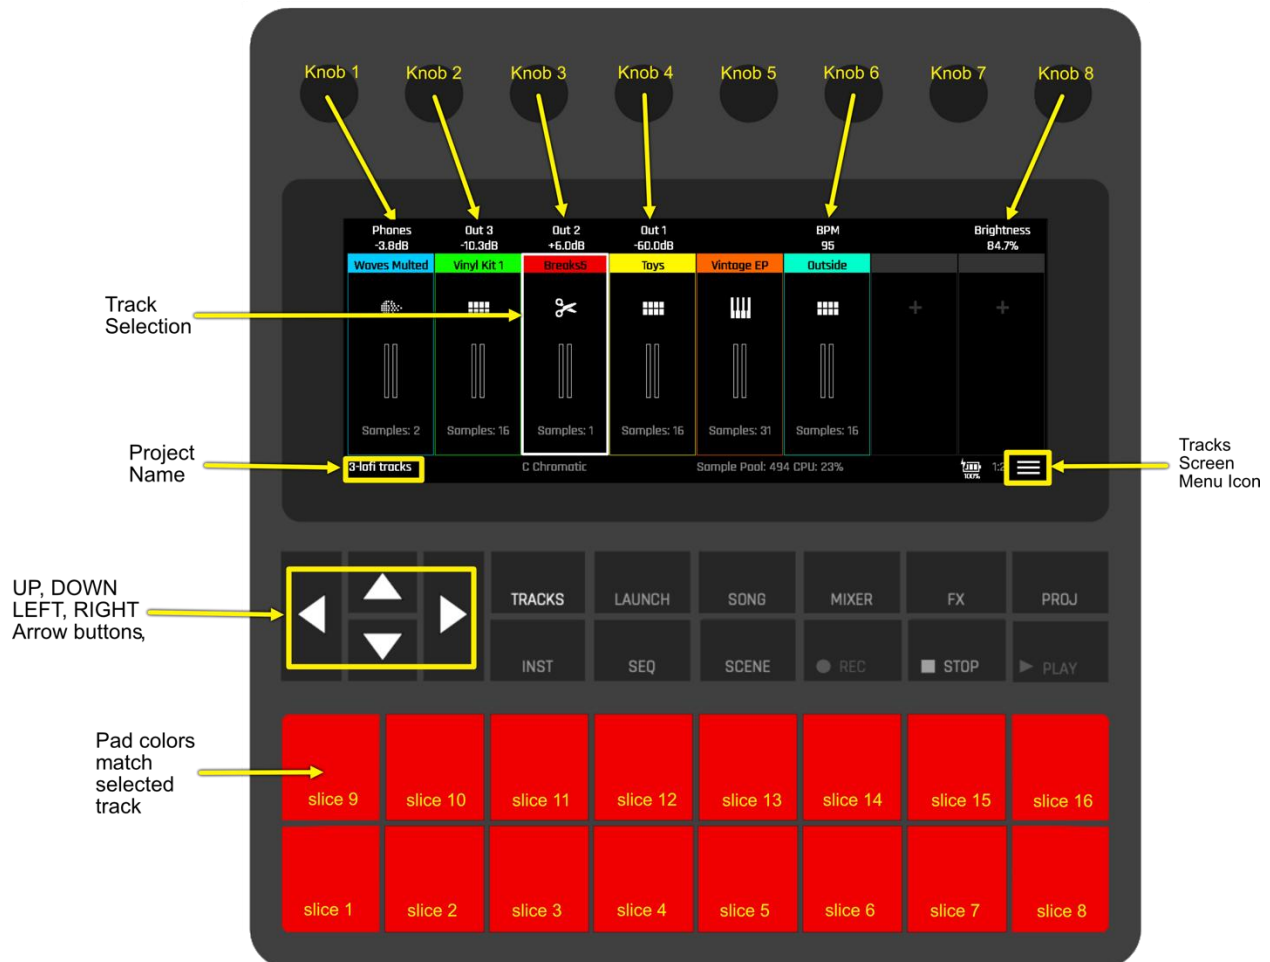 Knob 1 Knob 2 Knob 3 Knob 4 Knob 5 Knob 6 Knob 7 Knob 8
Phones Out 3 Out 2 Out 1 BPM Brightness
-3.8dB -10.3dB +6.0dB -60.0dB 95 84.7%
Waves Multed Vinyl Kit 1 Breaks5 Toys Vintage EP Outside
Track
Selection
Samples: 2 Samples: 16 Samples: 1 Samples: 16 Samples: 31 Samples: 16
Project
Name
3-lofi tracks C Chromatic Sample Pool: 494 CPU: 23% 100%
Tracks
Screen
Menu Icon
UP, DOWN
LEFT, RIGHT
Arrow buttons,
TRACKS LAUNCH SONG MIXER FX PROJ
INST SEQ SCENE REC STOP PLAY
Pad colors
match
selected
track
slice 9 slice 10 slice 11 slice 12 slice 13 slice 14 slice 15 slice 16
slice 1 slice 2 slice 3 slice 4 slice 5 slice 6 slice 7 slice 8